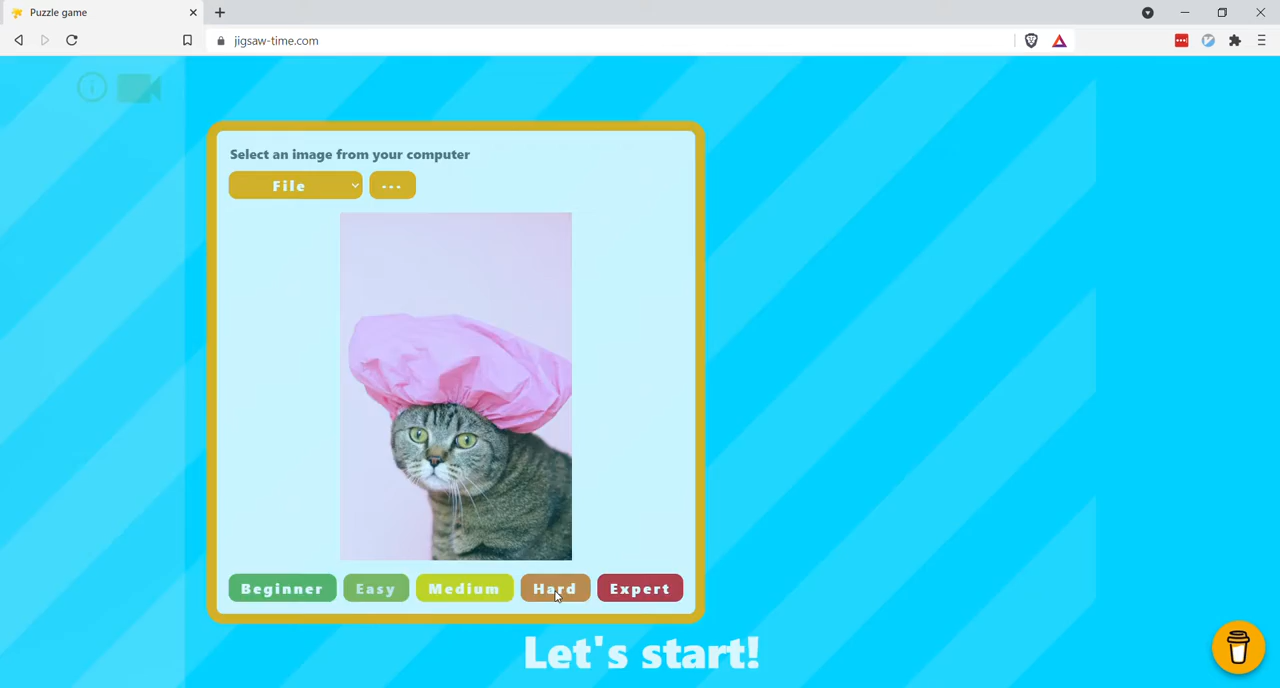 Puzzle game
jigsaw-time.com
Select an image from your computer
File
...
Beginner
Easy
Medium
Hard
Expert
Let's start!